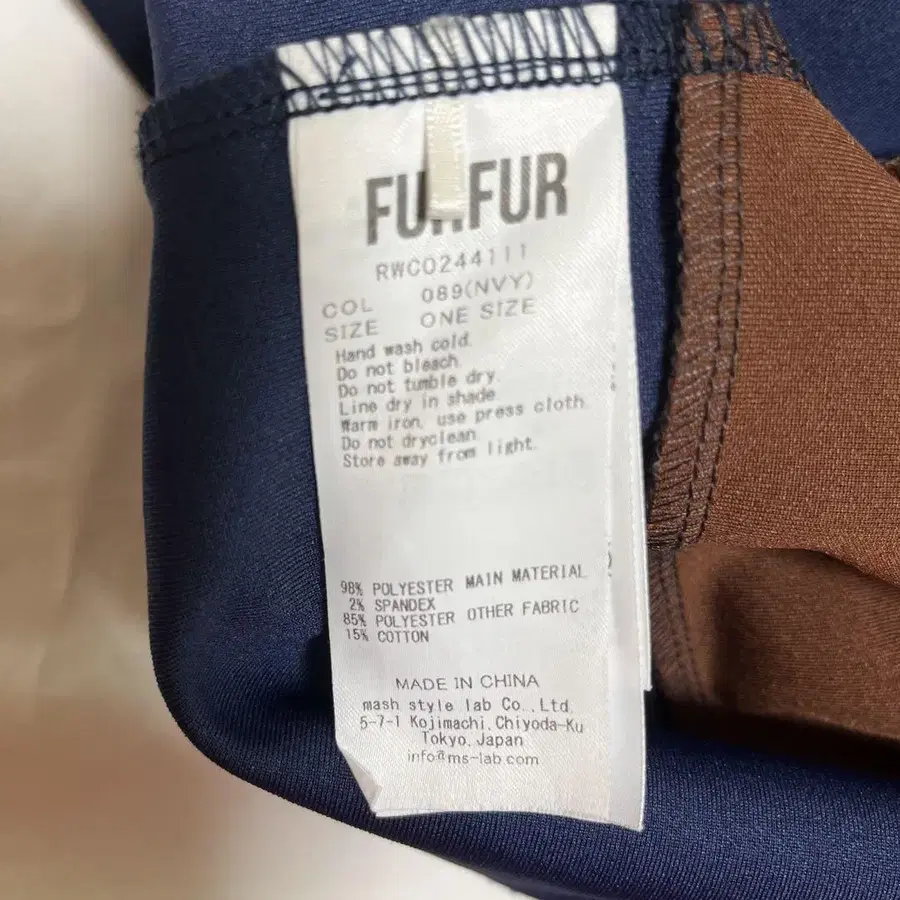 FURFUR
RWCO244111
COL 089(NVY)
SIZE ONE SIZE
Hand wash cold.
Do not bleach.
Do not tumble dry.
Line dry in shade.
Warm iron, use press cloth.
Do not dryclean.
Store away from light.
98% POLYESTER MAIN MATERIAL
2% SPANDEX
85% POLYESTER OTHER FABRIC
15% COTTON
MADE IN CHINA
mash style lab Co.,Ltd.
5-7-1 Kojimachi,Chiyoda-Ku
Tokyo,Japan
info@ms-lab.com